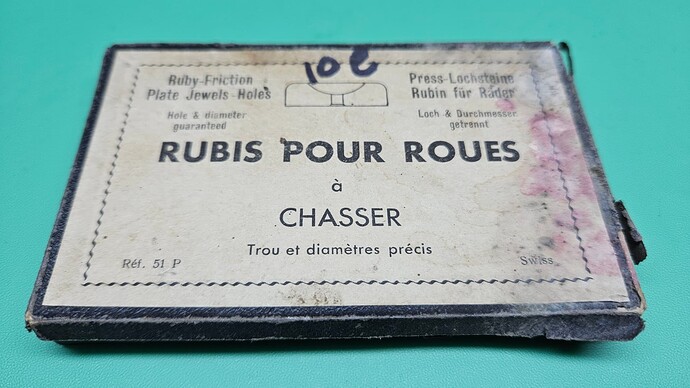 10e
Ruby-Friction
Plate Jewels-Holes
Hole & diameter
guaranteed
Press-Lochsteine
Rubin für Räder
Loch & Durchmesser
getrennt
RUBIS POUR ROUES
à
CHASSER
Trou et diamètres précis
Réf. 51 P
Swiss